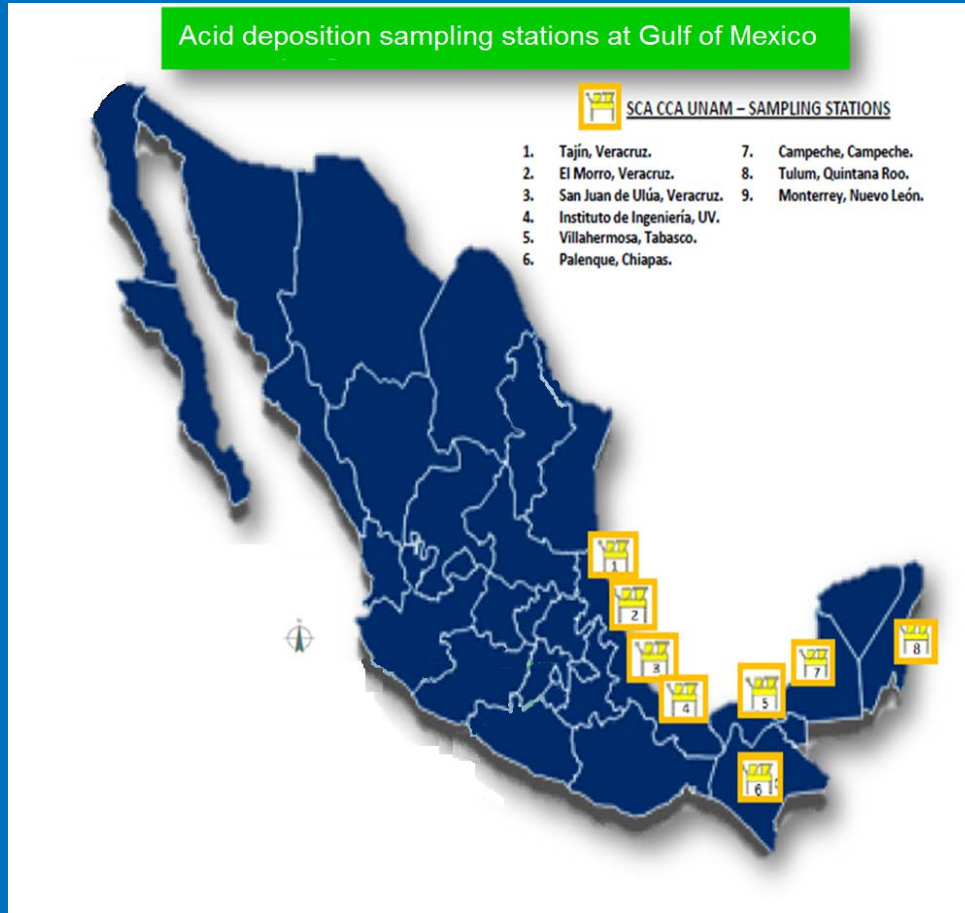 Acid deposition sampling stations at Gulf of Mexico
SCA CCA UNAM – SAMPLING STATIONS
1. Tajín, Veracruz.
2. El Morro, Veracruz.
3. San Juan de Ulúa, Veracruz.
4. Instituto de Ingeniería, UV.
5. Villahermosa, Tabasco.
6. Palenque, Chiapas.
7. Campeche, Campeche.
8. Tulum, Quintana Roo.
9. Monterrey, Nuevo León.
1
2
3
4
5
6
7
8